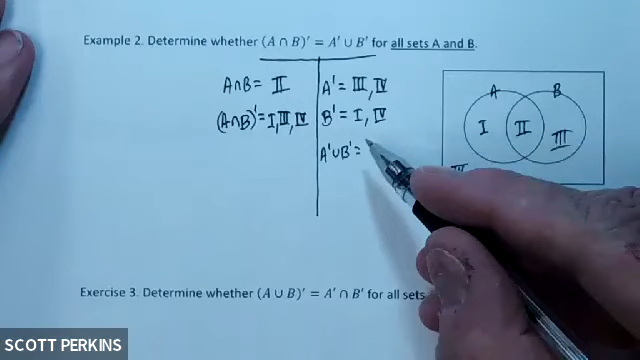 Example 2. Determine whether (A ∩ B)′ = A′ ∪ B′ for all sets A and B.
A∩B = II
(A∩B)′ = I, III, IV
A′ = III, IV
B′ = I, IV
A′∪B′ =
A B
I II III
Exercise 3. Determine whether (A ∪ B)′ = A′ ∩ B′ for all sets
SCOTT PERKINS